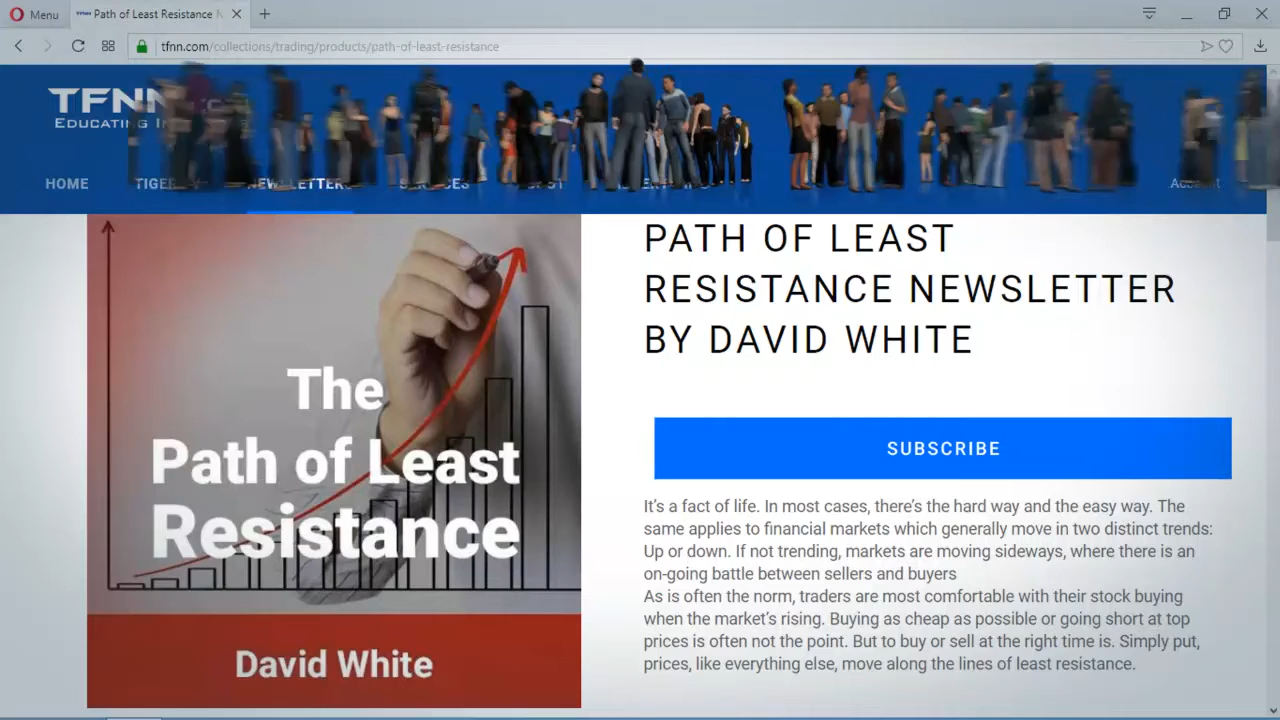 Menu
TFNN Path of Least Resistance N
tfnn.com/collections/trading/products/path-of-least-resistance
TFNN
EDUCATING
HOME
NEWSLETTER
PATH OF LEAST
RESISTANCE NEWSLETTER
BY DAVID WHITE
The
Path of Least
Resistance
David White
SUBSCRIBE
It's a fact of life. In most cases, there's the hard way and the easy way. The
same applies to financial markets which generally move in two distinct trends:
Up or down. If not trending, markets are moving sideways, where there is an
on-going battle between sellers and buyers
As is often the norm, traders are most comfortable with their stock buying
when the market's rising. Buying as cheap as possible or going short at top
prices is often not the point. But to buy or sell at the right time is. Simply put,
prices, like everything else, move along the lines of least resistance.